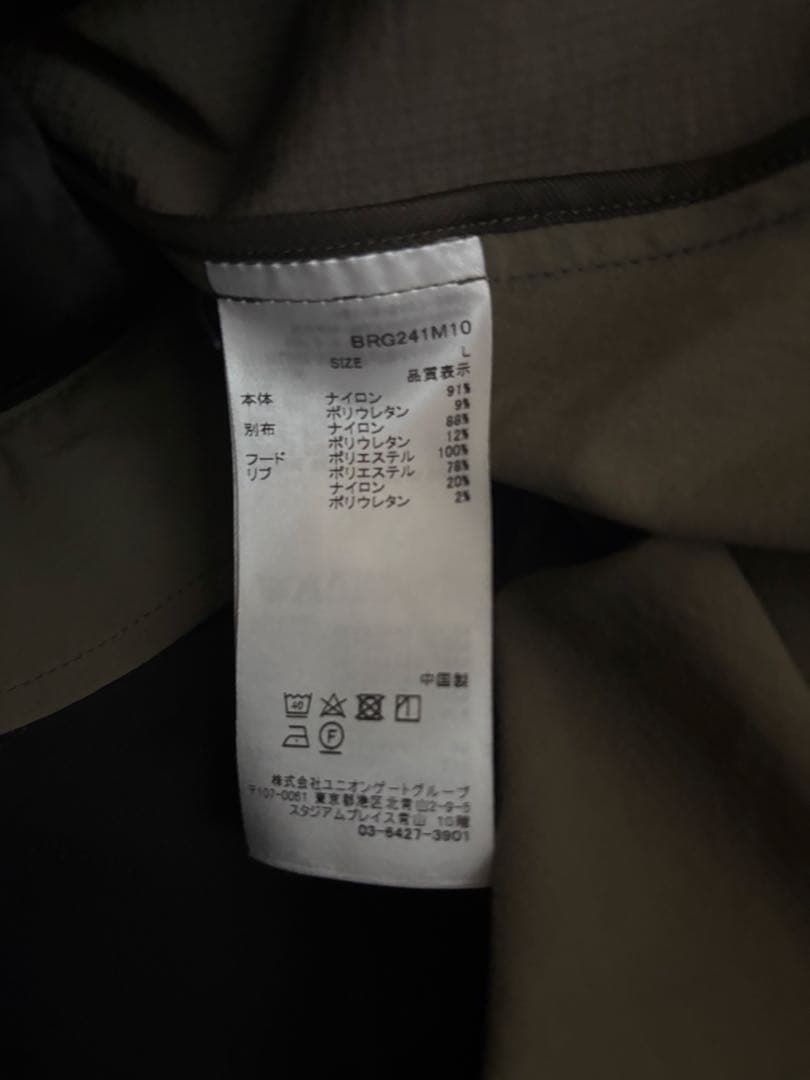 BRG241M10
SIZE L
品質表示
本体 ナイロン 91%
ポリウレタン 9%
別布 ナイロン 88%
ポリウレタン 12%
フード ポリエステル 100%
リブ ポリエステル 78%
ナイロン 20%
ポリウレタン 2%
中国製
40
F
株式会社ユニオンゲートグループ
〒107-0061 東京都港区北青山2-9-5
スタジアムプレイス青山 10階
03-6427-3901